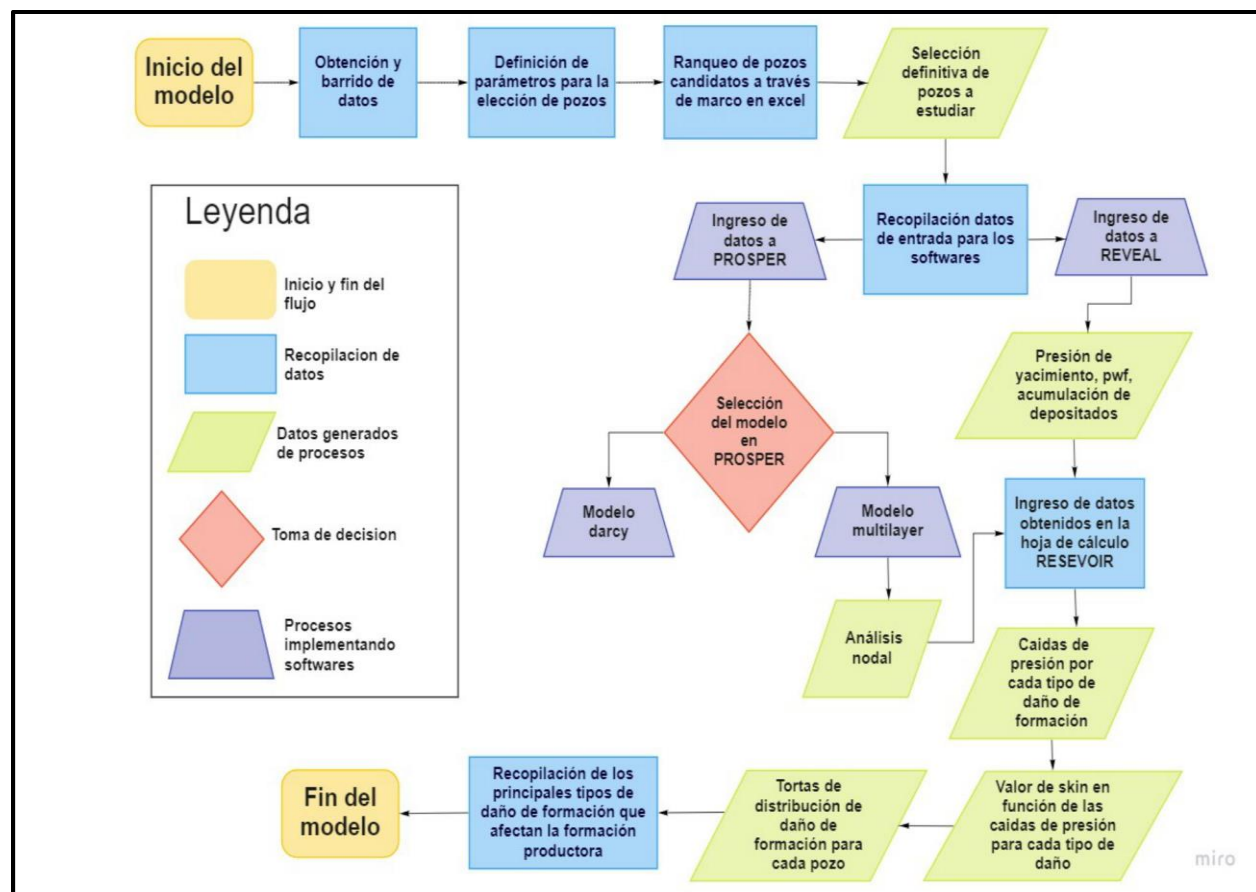 Inicio del
modelo
Obtención y
barrido de
datos
Definición de
parámetros para la
elección de pozos
Ranqueo de pozos
candidatos a través
de marco en excel
Selección
definitiva de
pozos a
estudiar
Leyenda
Inicio y fin del
flujo
Recopilacion de
datos
Datos generados
de procesos
Toma de decision
Procesos
implementando
softwares
Ingreso de
datos a
PROSPER
Recopilación datos
de entrada para los
softwares
Ingreso de
datos a
REVEAL
Selección
del modelo
en
PROSPER
Presión de
yacimiento, pwf,
acumulación de
depositados
Modelo
darcy
Modelo
multilayer
Ingreso de datos
obtenidos en la
hoja de cálculo
RESEVOIR
Análisis
nodal
Caidas de
presión por
cada tipo de
daño de
formación
Valor de skin en
función de las
caidas de presión
para cada tipo de
daño
Tortas de
distribución de
daño de
formación para
cada pozo
Recopilación de los
principales tipos de
daño de formación que
afectan la formación
productora
Fin del
modelo
miro